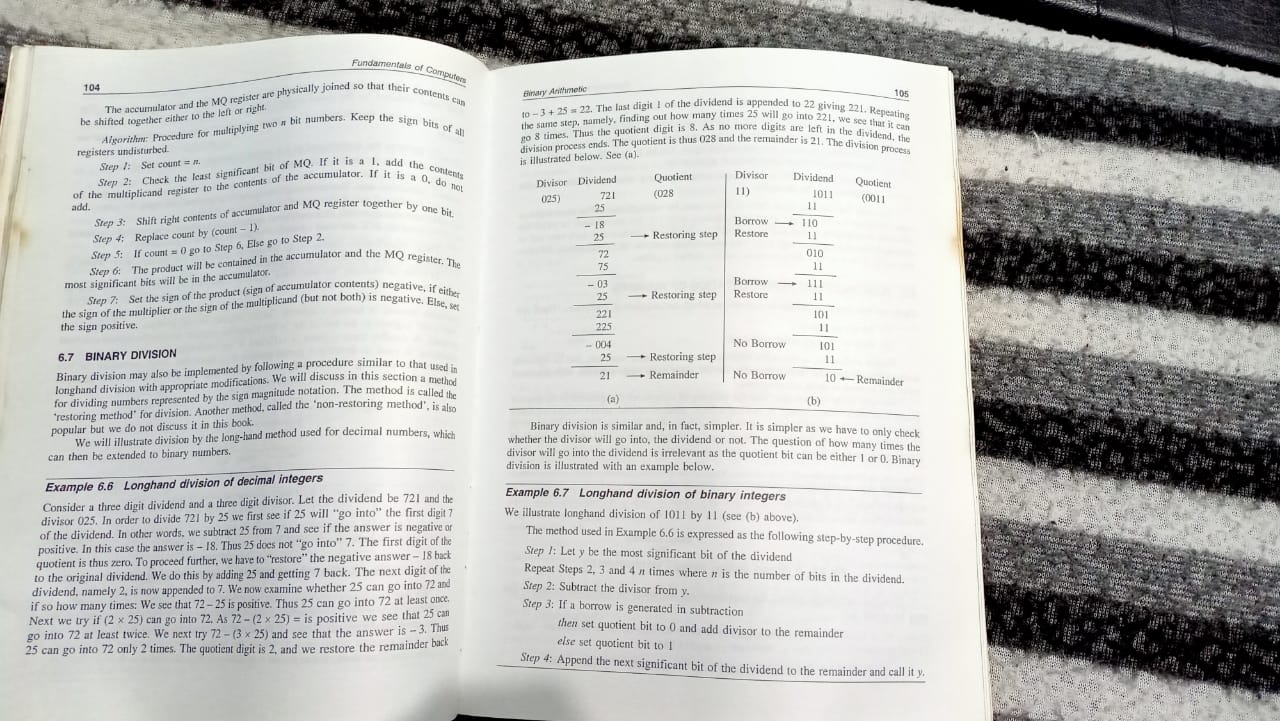 104
Fundamentals of Computers
The accumulator and the MQ register are physically joined so that their contents can
be shifted together either to the left or right.
Algorithm: Procedure for multiplying two n bit numbers. Keep the sign bits of all
registers undisturbed.
Step 1: Set count = n.
Step 2: Check the least significant bit of MQ. If it is a 1, add the contents
of the multiplicand register to the contents of the accumulator. If it is a 0, do not
add.
Step 3: Shift right contents of accumulator and MQ register together by one bit.
Step 4: Replace count by (count – 1).
Step 5: If count = 0 go to Step 6, Else go to Step 2.
Step 6: The product will be contained in the accumulator and the MQ register. The
most significant bits will be in the accumulator.
Step 7: Set the sign of the product (sign of accumulator contents) negative, if either
the sign of the multiplier or the sign of the multiplicand (but not both) is negative. Else, set
the sign positive.
6.7 BINARY DIVISION
Binary division may also be implemented by following a procedure similar to that used in
longhand division with appropriate modifications. We will discuss in this section a method
for dividing numbers represented by the sign magnitude notation. The method is called the
'restoring method' for division. Another method, called the 'non-restoring method', is also
popular but we do not discuss it in this book.
We will illustrate division by the long-hand method used for decimal numbers, which
can then be extended to binary numbers.
Example 6.6 Longhand division of decimal integers
Consider a three digit dividend and a three digit divisor. Let the dividend be 721 and the
divisor 025. In order to divide 721 by 25 we first see if 25 will "go into" the first digit 7
of the dividend. In other words, we subtract 25 from 7 and see if the answer is negative or
positive. In this case the answer is – 18. Thus 25 does not "go into" 7. The first digit of the
quotient is thus zero. To proceed further, we have to "restore" the negative answer – 18 back
to the original dividend. We do this by adding 25 and getting 7 back. The next digit of the
dividend, namely 2, is now appended to 7. We now examine whether 25 can go into 72 and
if so how many times: We see that 72 – 25 is positive. Thus 25 can go into 72 at least once.
Next we try if (2 × 25) can go into 72. As 72 – (2 × 25) = is positive we see that 25 can
go into 72 at least twice. We next try 72 – (3 × 25) and see that the answer is – 3. Thus
25 can go into 72 only 2 times. The quotient digit is 2, and we restore the remainder back
Binary Arithmetic
105
to – 3 + 25 = 22. The last digit 1 of the dividend is appended to 22 giving 221. Repeating
the same step, namely, finding out how many times 25 will go into 221, we see that it can
go 8 times. Thus the quotient digit is 8. As no more digits are left in the dividend, the
division process ends. The quotient is thus 028 and the remainder is 21. The division process
is illustrated below. See (a).
Divisor Dividend Quotient
025) 721 (028
25
– 18
25 → Restoring step
72
75
– 03
25 → Restoring step
221
225
– 004
25 → Restoring step
21 → Remainder
(a)
Divisor Dividend Quotient
11) 1011 (0011
11
Borrow → 110
Restore 11
010
11
Borrow → 111
Restore 11
101
11
No Borrow 101
11
No Borrow 10 ← Remainder
(b)
Binary division is similar and, in fact, simpler. It is simpler as we have to only check
whether the divisor will go into, the dividend or not. The question of how many times the
divisor will go into the dividend is irrelevant as the quotient bit can be either 1 or 0. Binary
division is illustrated with an example below.
Example 6.7 Longhand division of binary integers
We illustrate longhand division of 1011 by 11 (see (b) above).
The method used in Example 6.6 is expressed as the following step-by-step procedure.
Step 1: Let y be the most significant bit of the dividend
Repeat Steps 2, 3 and 4 n times where n is the number of bits in the dividend.
Step 2: Subtract the divisor from y.
Step 3: If a borrow is generated in subtraction
then set quotient bit to 0 and add divisor to the remainder
else set quotient bit to 1
Step 4: Append the next significant bit of the dividend to the remainder and call it y.